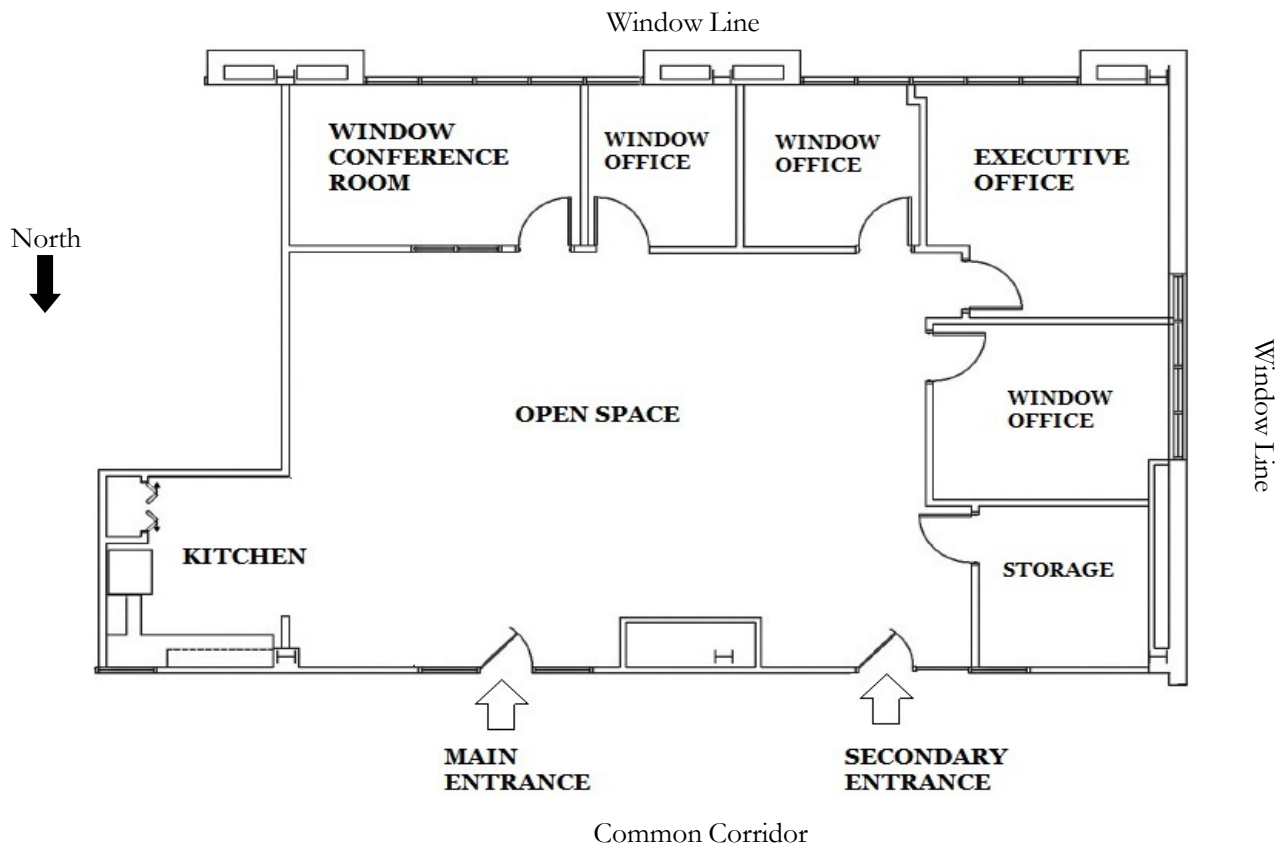 Window Line
WINDOW
CONFERENCE
ROOM
WINDOW
OFFICE
WINDOW
OFFICE
EXECUTIVE
OFFICE
North
Window Line
WINDOW
OFFICE
OPEN SPACE
KITCHEN
STORAGE
MAIN
ENTRANCE
SECONDARY
ENTRANCE
Common Corridor